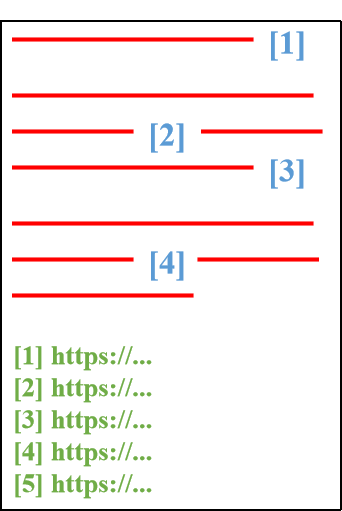 [1]
[2]
[3]
[4]
[1] https://...
[2] https://...
[3] https://...
[4] https://...
[5] https://...